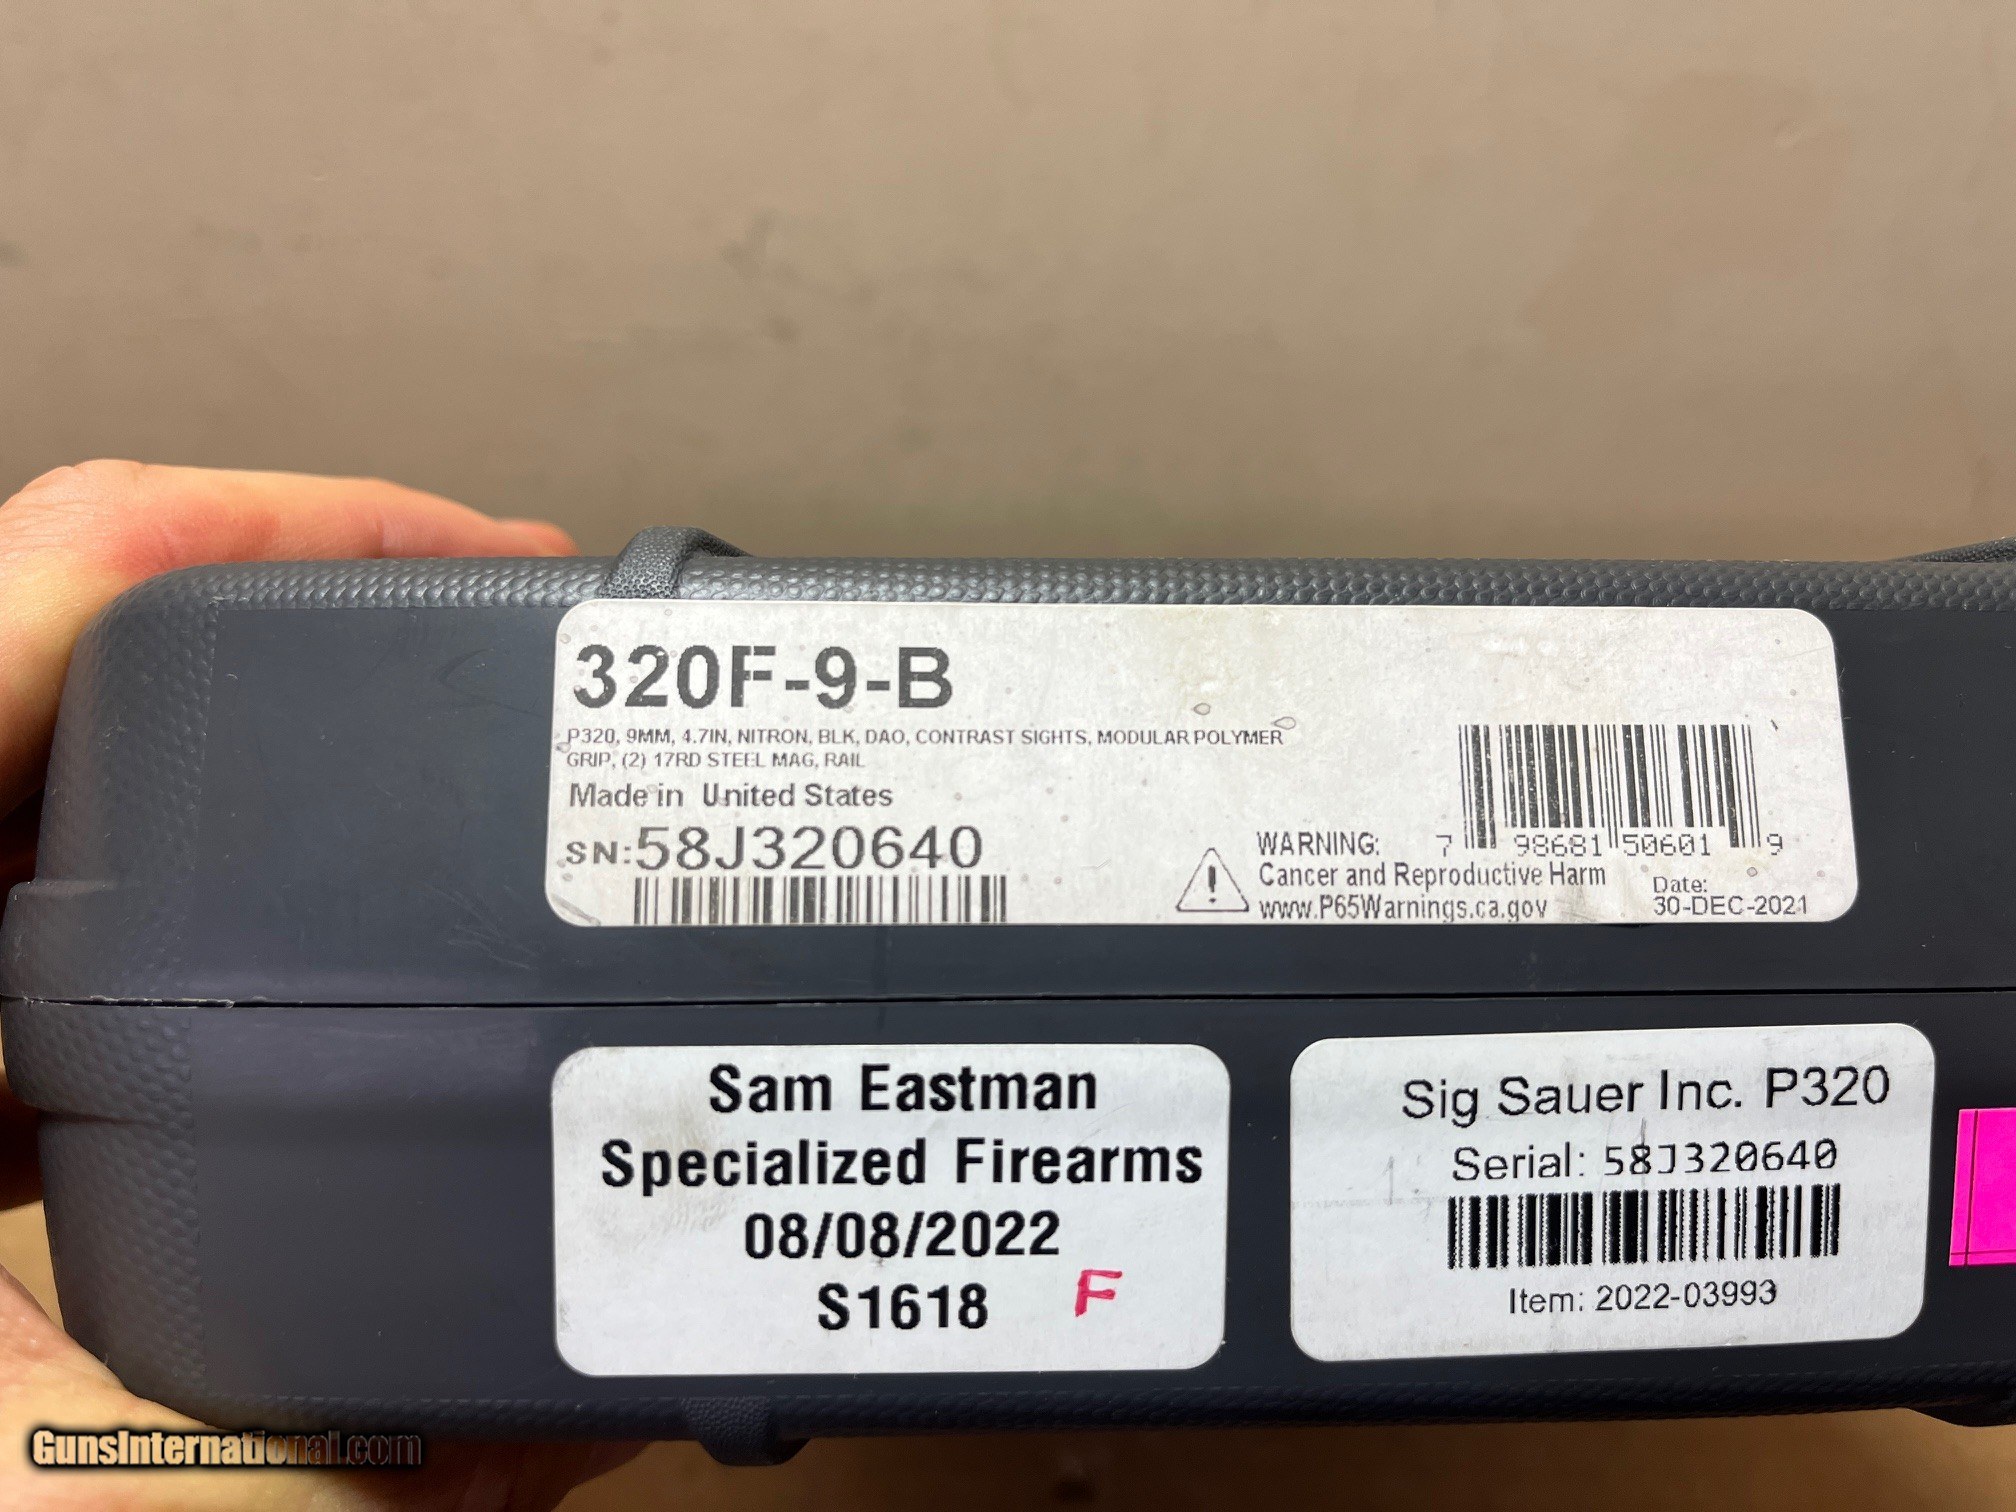 320F-9-B
P320, 9MM, 4.7IN, NITRON, BLK, DAO, CONTRAST SIGHTS, MODULAR POLYMER
GRIP, (2) 17RD STEEL MAG, RAIL
Made in United States
SN:58J320640
7 98681 50601 9
WARNING:
Cancer and Reproductive Harm
www.P65Warnings.ca.gov
Date:
30-DEC-2021
Sam Eastman
Specialized Firearms
08/08/2022
S1618 F
Sig Sauer Inc. P320
Serial: 58J320640
Item: 2022-03993
GunsInternational.com